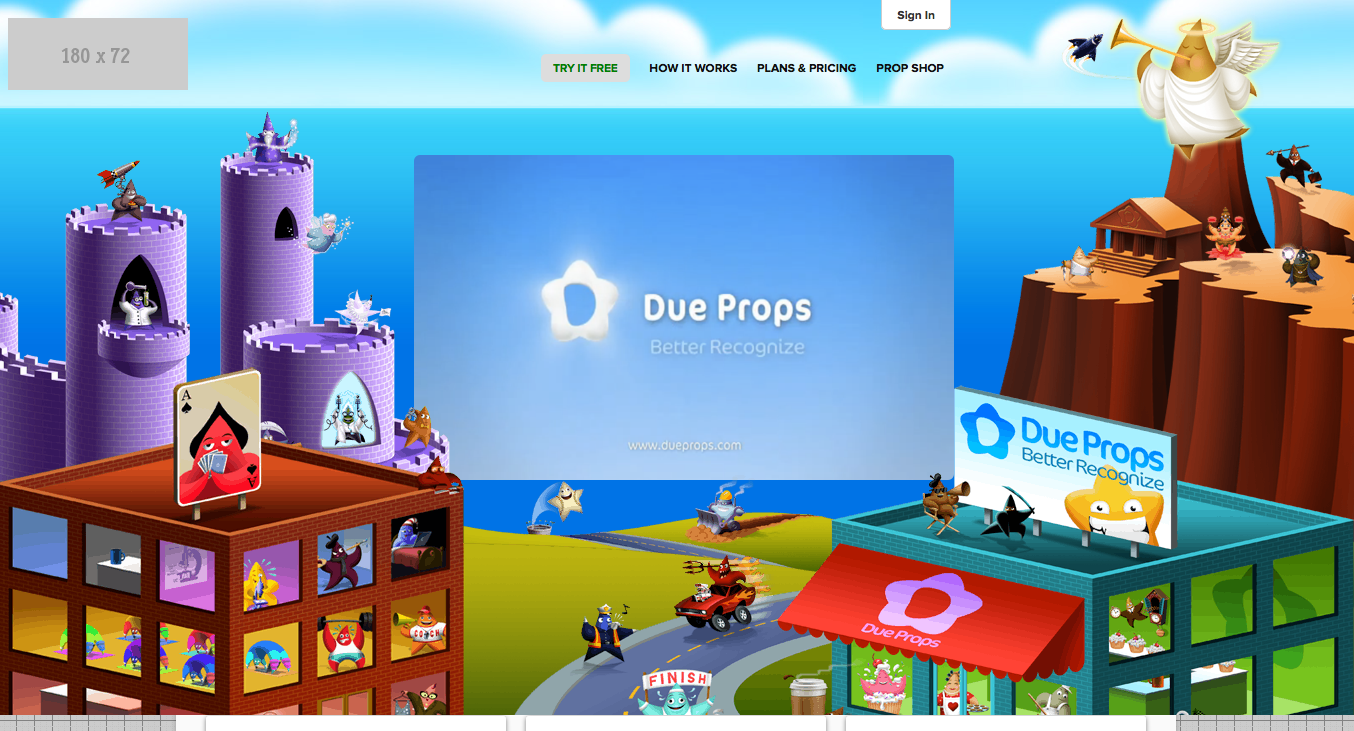 Sign In
180 x 72
TRY IT FREE
HOW IT WORKS
PLANS & PRICING
PROP SHOP
Due Props
Better Recognize
www.dueprops.com
A
A
Due Props
Better Recognize
Due Props
COACH
FINISH